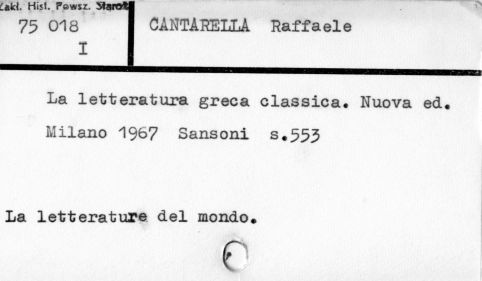 Zakł. Hist. Powsz. Staroż
75 018
I
CANTARELLA Raffaele
La letteratura greca classica. Nuova ed.
Milano 1967 Sansoni s.553
La letterature del mondo.